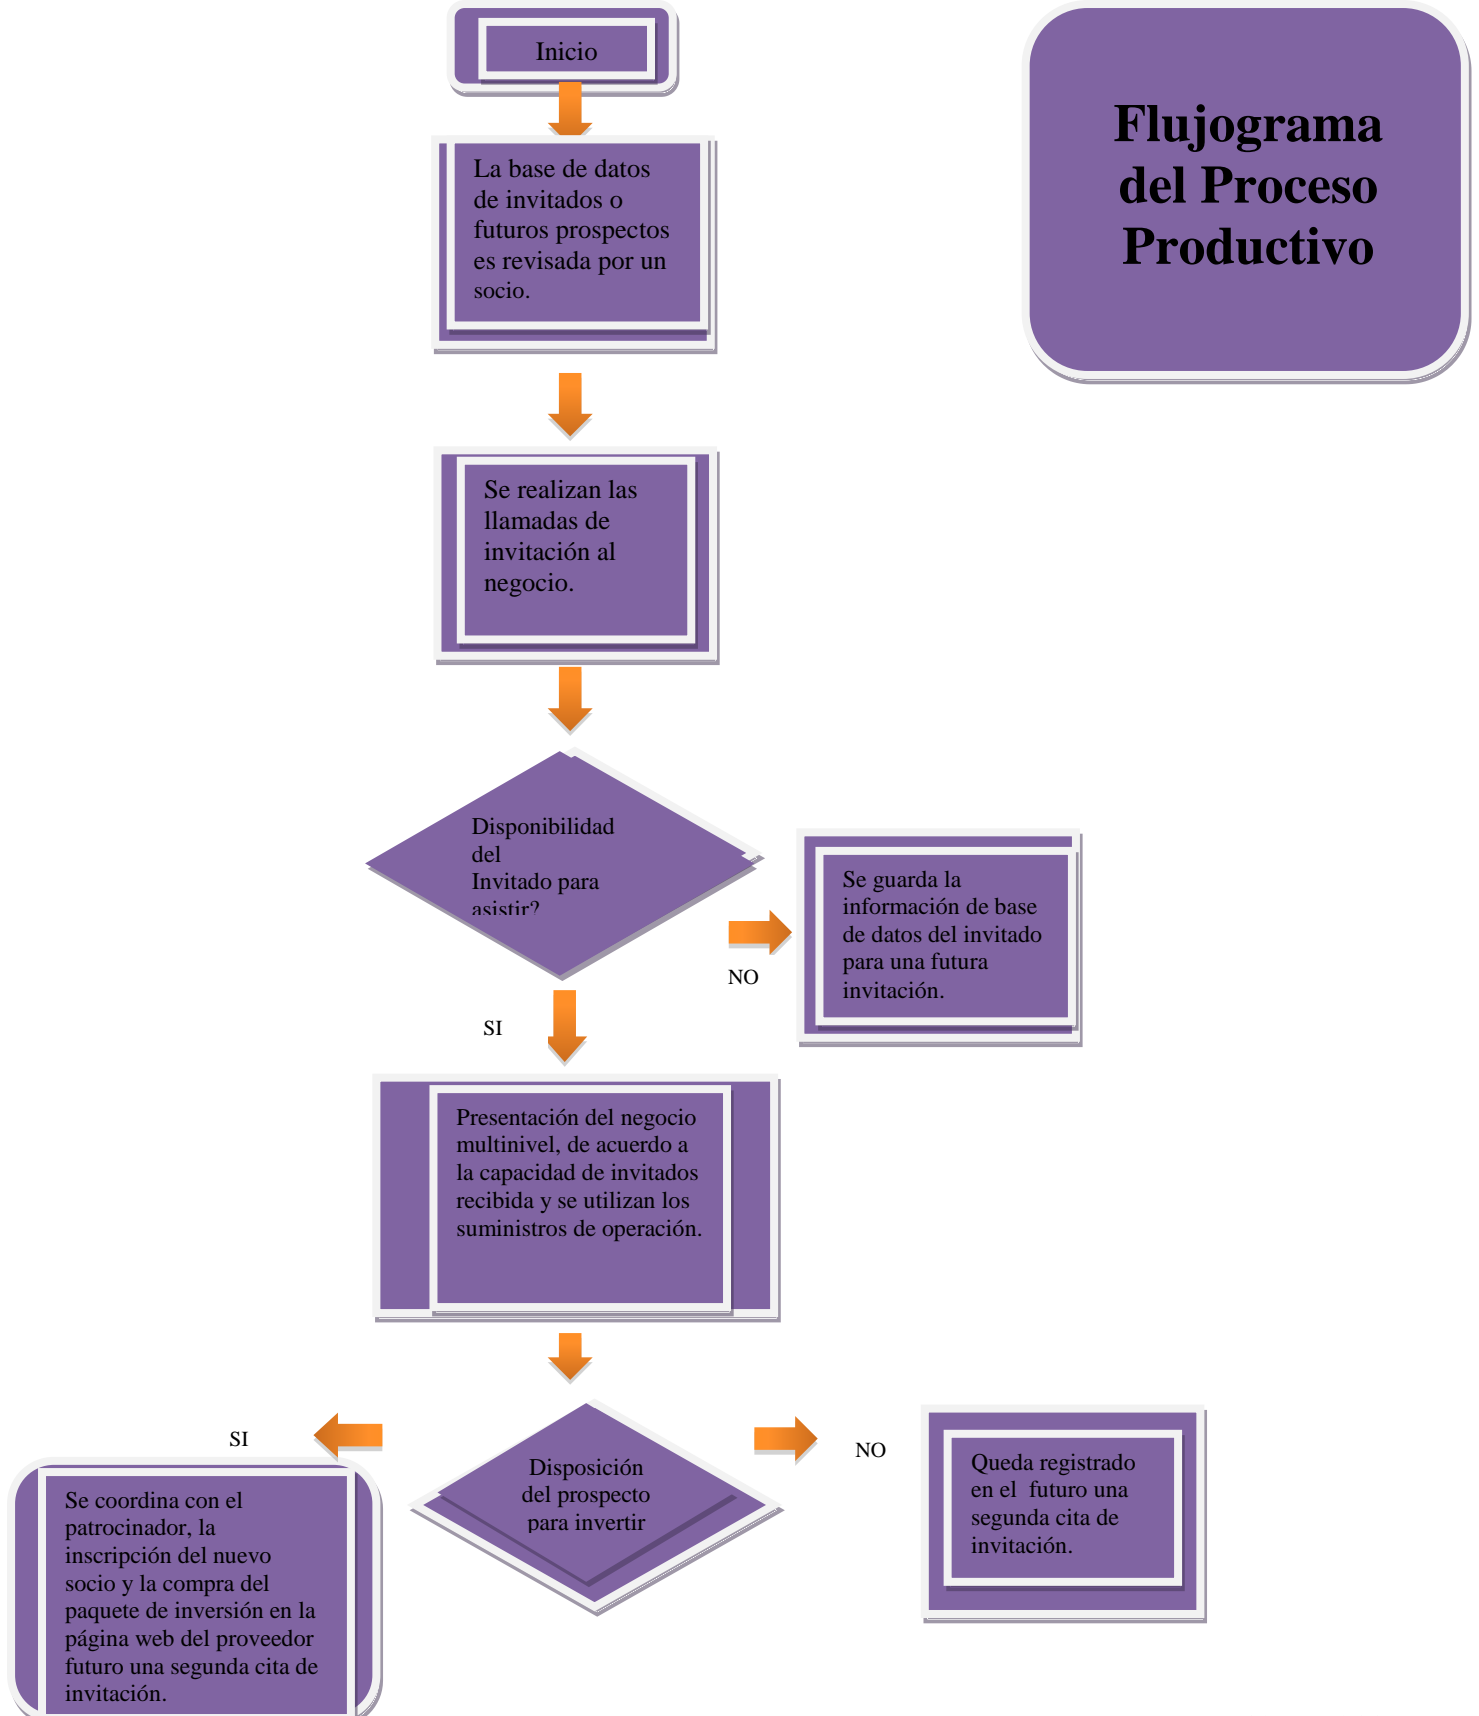 Inicio
Flujograma
del Proceso
Productivo
La base de datos
de invitados o
futuros prospectos
es revisada por un
socio.
Se realizan las
llamadas de
invitación al
negocio.
Disponibilidad
del
Invitado para
asistir?
Se guarda la
información de base
de datos del invitado
para una futura
invitación.
NO
SI
Presentación del negocio
multinivel, de acuerdo a
la capacidad de invitados
recibida y se utilizan los
suministros de operación.
SI
NO
Disposición
del prospecto
para invertir
Queda registrado
en el  futuro una
segunda cita de
invitación.
Se coordina con el
patrocinador, la
inscripción del nuevo
socio y la compra del
paquete de inversión en la
página web del proveedor
futuro una segunda cita de
invitación.